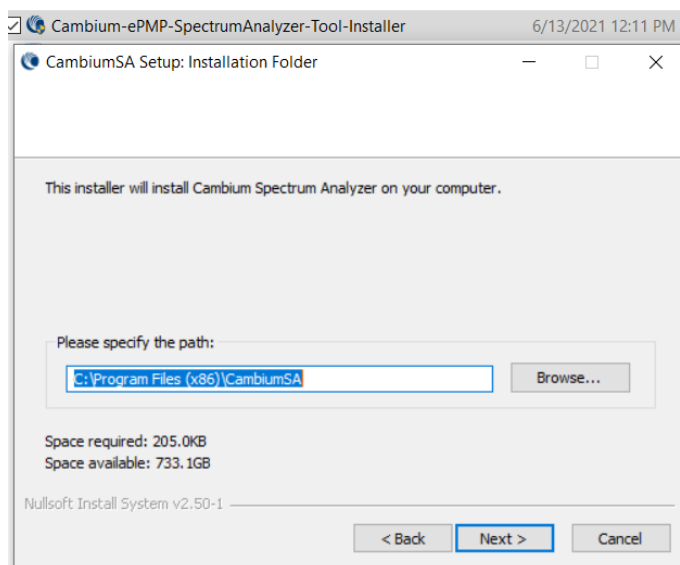 Cambium-ePMP-SpectrumAnalyzer-Tool-Installer 6/13/2021 12:11 PM
CambiumSA Setup: Installation Folder
This installer will install Cambium Spectrum Analyzer on your computer.
Please specify the path:
C:\Program Files (x86)\CambiumSA
Browse...
Space required: 205.0KB
Space available: 733.1GB
Nullsoft Install System v2.50-1
< Back Next > Cancel